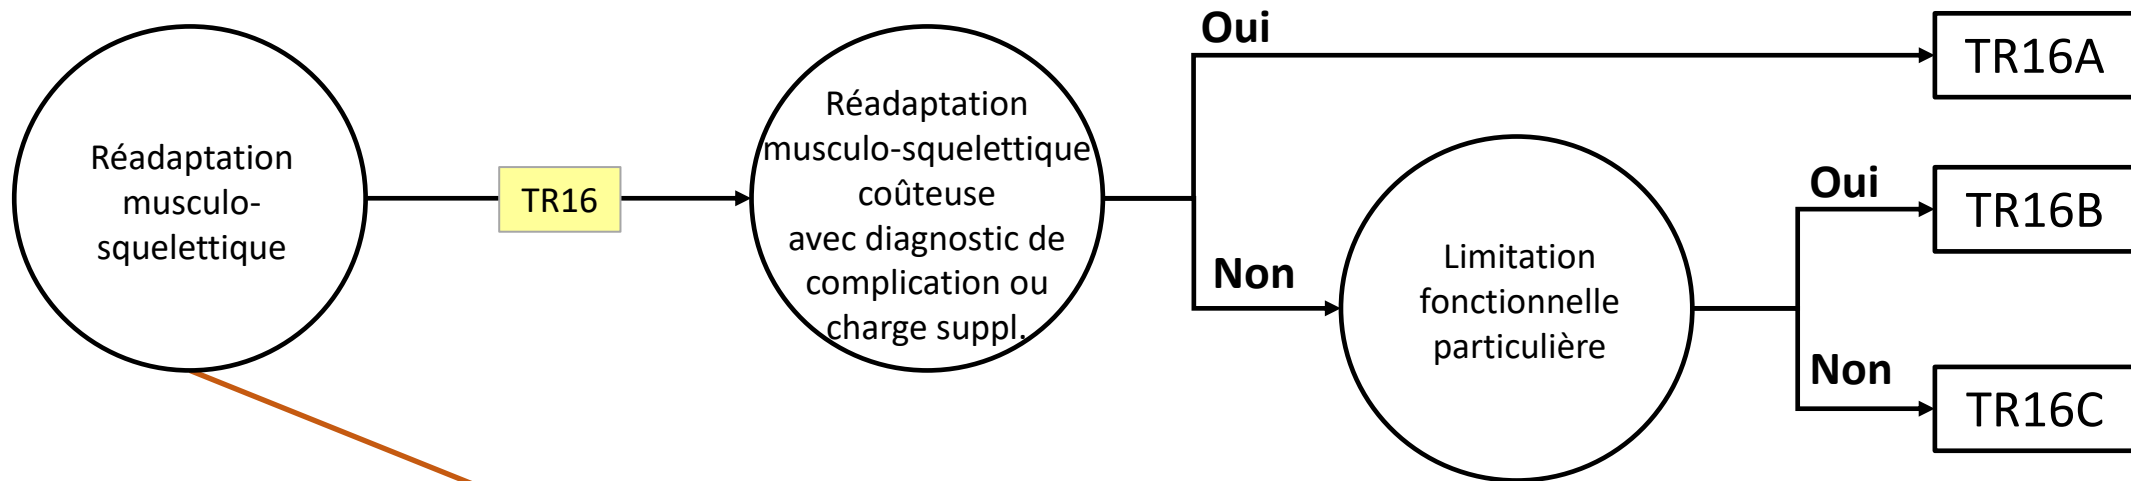 Réadaptation
musculo-
squelettique
TR16
Réadaptation
musculo-squelettique
coûteuse
avec diagnostic de
complication ou
charge suppl.
Oui
TR16A
Non
Limitation
fonctionnelle
particulière
Oui
TR16B
Non
TR16C